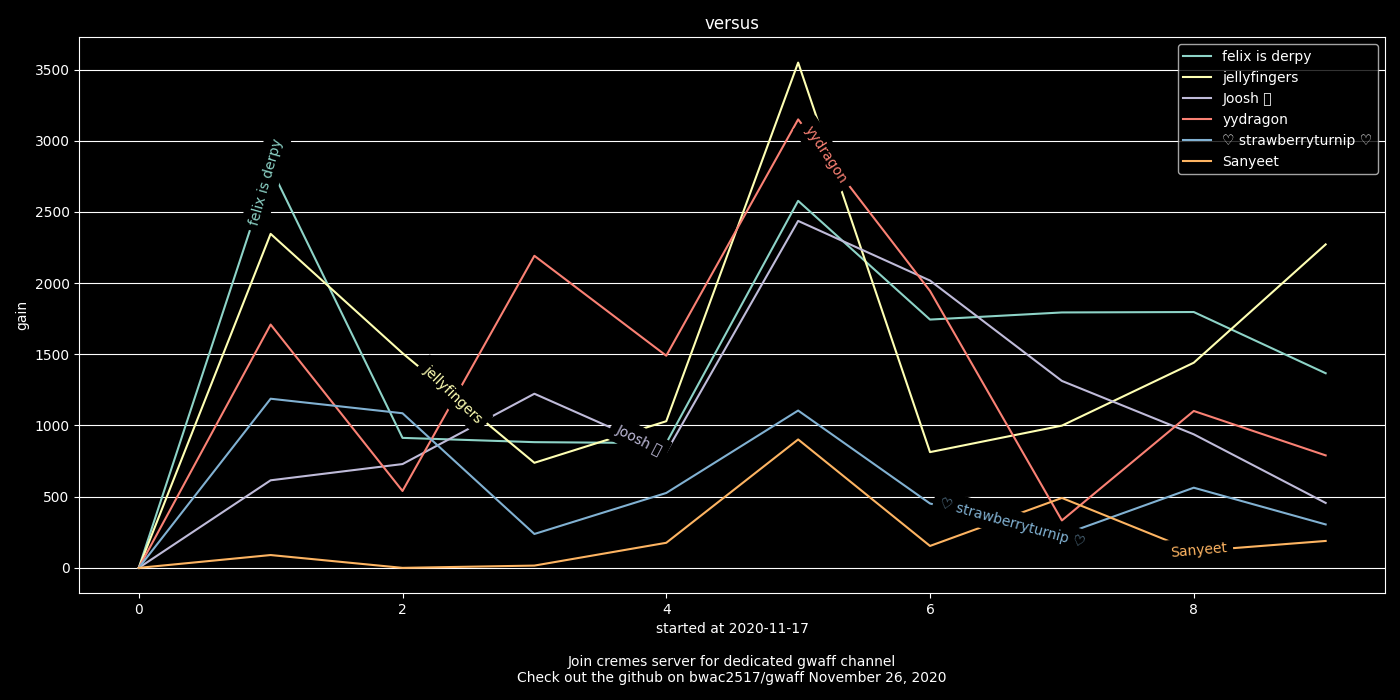 versus
3500
3000
2500
2000
1500
1000
500
0
gain
felix is derpy
jellyfingers
Joosh
yydragon
♡ strawberryturnip ♡
Sanyeet
felix is derpy
jellyfingers
Joosh
yydragon
♡ strawberryturnip ♡
Sanyeet
0 2 4 6 8
started at 2020-11-17
Join cremes server for dedicated gwaff channel
Check out the github on bwac2517/gwaff November 26, 2020